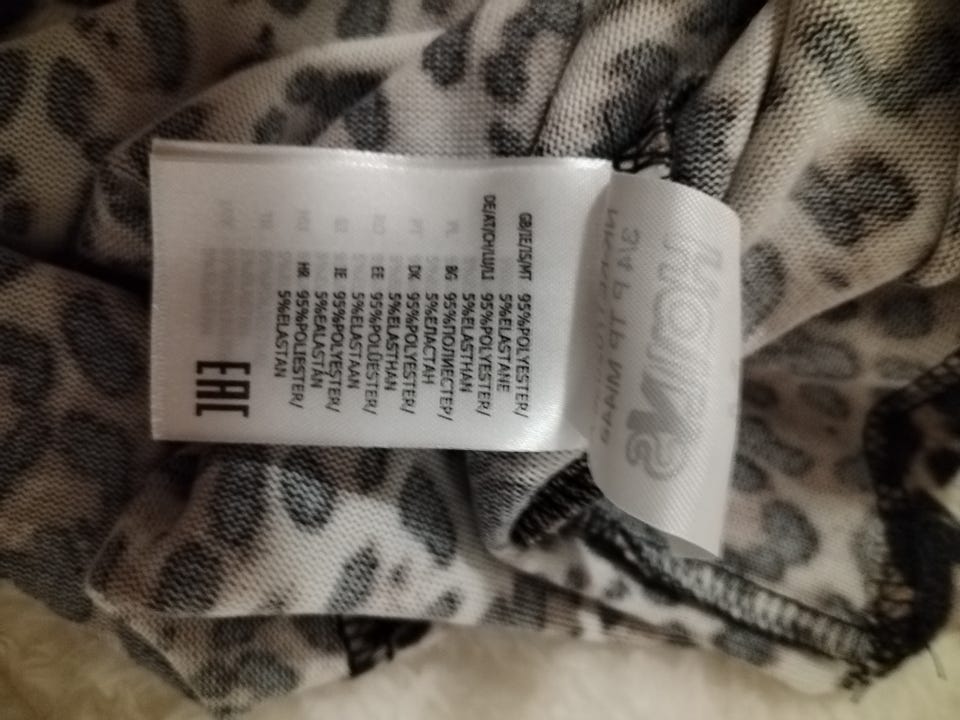 GB/IE/IS/MT 95%POLYESTER/
5%ELASTANE
DE/AT/CH/LU/LI 95%POLYESTER/
5%ELASTHAN
BG 95%ПОЛИЕСТЕР/
5%ЕЛАСТАН
DK 95%POLYESTER/
5%ELASTHAN
EE 95%POLÜESTER/
5%ELASTAAN
IE 95%POLYESTER/
5%EALASTÁN
HR 95%POLIESTER/
5%ELASTAN
EAC